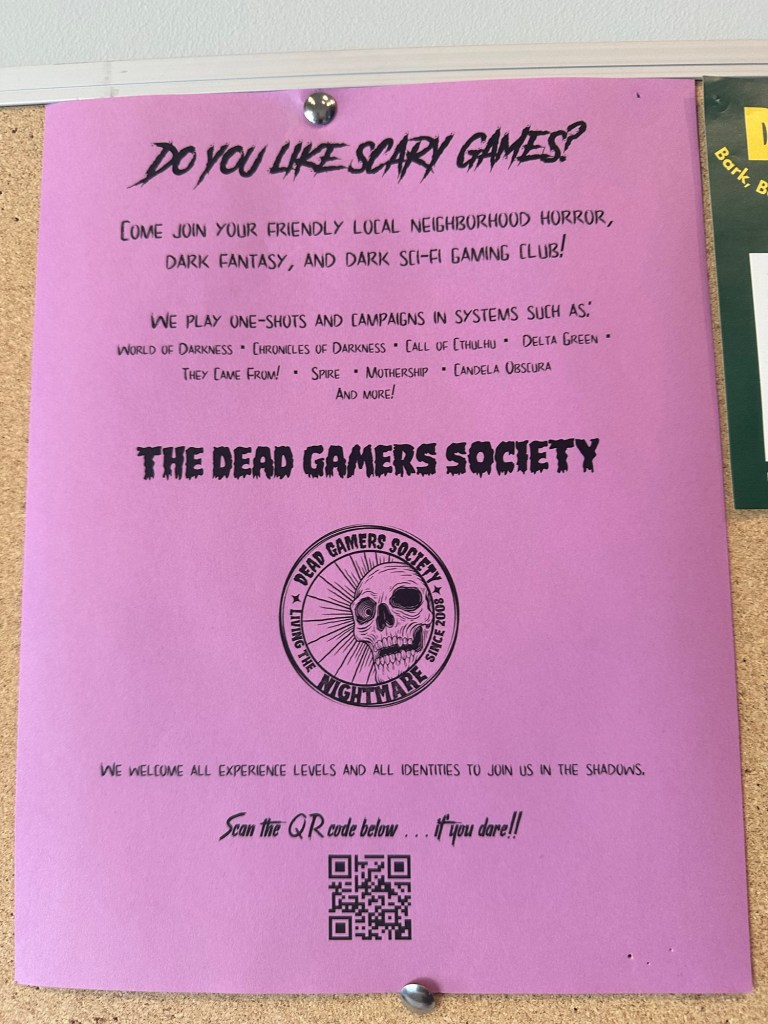 DO YOU LIKE SCARY GAMES?
COME JOIN YOUR FRIENDLY LOCAL NEIGHBORHOOD HORROR,
DARK FANTASY, AND DARK SCI-FI GAMING CLUB!
WE PLAY ONE-SHOTS AND CAMPAIGNS IN SYSTEMS SUCH AS:
WORLD OF DARKNESS • CHRONICLES OF DARKNESS • CALL OF CTHULHU • DELTA GREEN •
THEY CAME FROM! • SPIRE • MOTHERSHIP • CANDELA OBSCURA
AND MORE!
THE DEAD GAMERS SOCIETY
DEAD GAMERS SOCIETY
LIVING THE
NIGHTMARE
SINCE 2008
WE WELCOME ALL EXPERIENCE LEVELS AND ALL IDENTITIES TO JOIN US IN THE SHADOWS.
Scan the QR code below . . . if you dare!!
Bark,